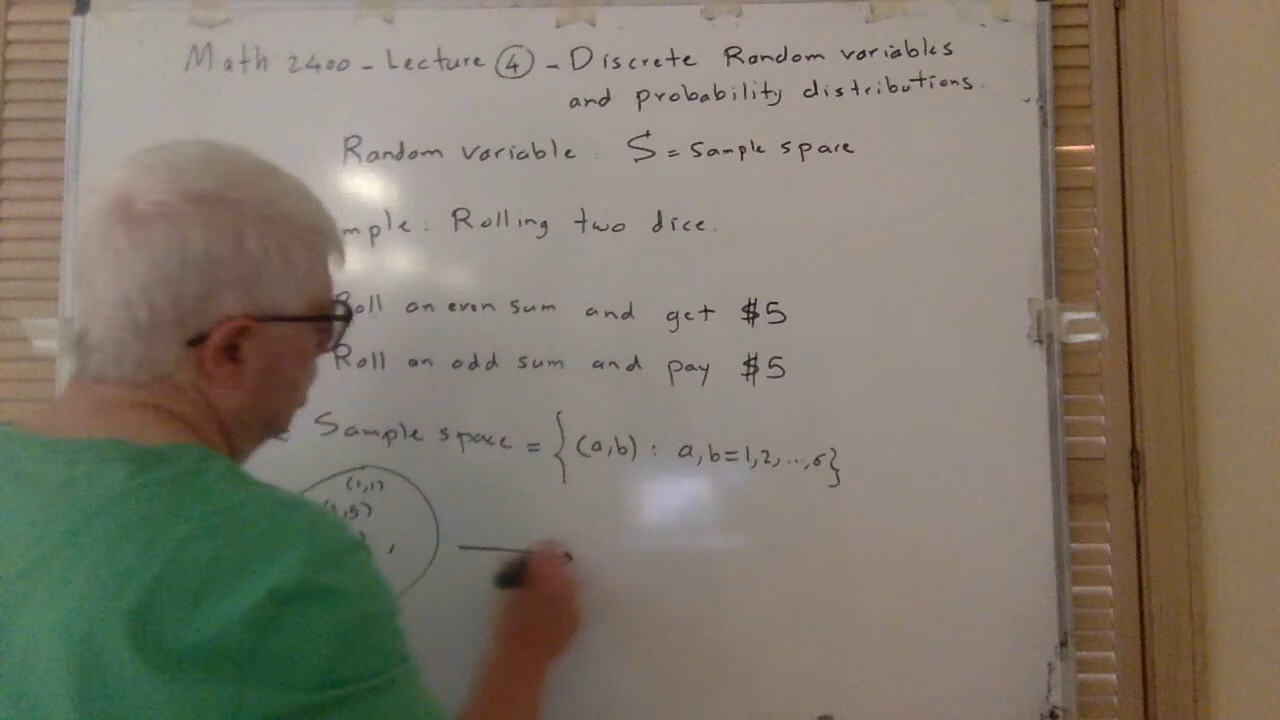 Math 2400 - Lecture ④ - Discrete Random variables
and probability distributions.
Random variable : S = sample space
mple : Rolling two dice.
Roll an even sum and get $5
Roll an odd sum and pay $5
Sample space = { (a,b) : a,b=1,2,...,6 }
(1,1)
,5)